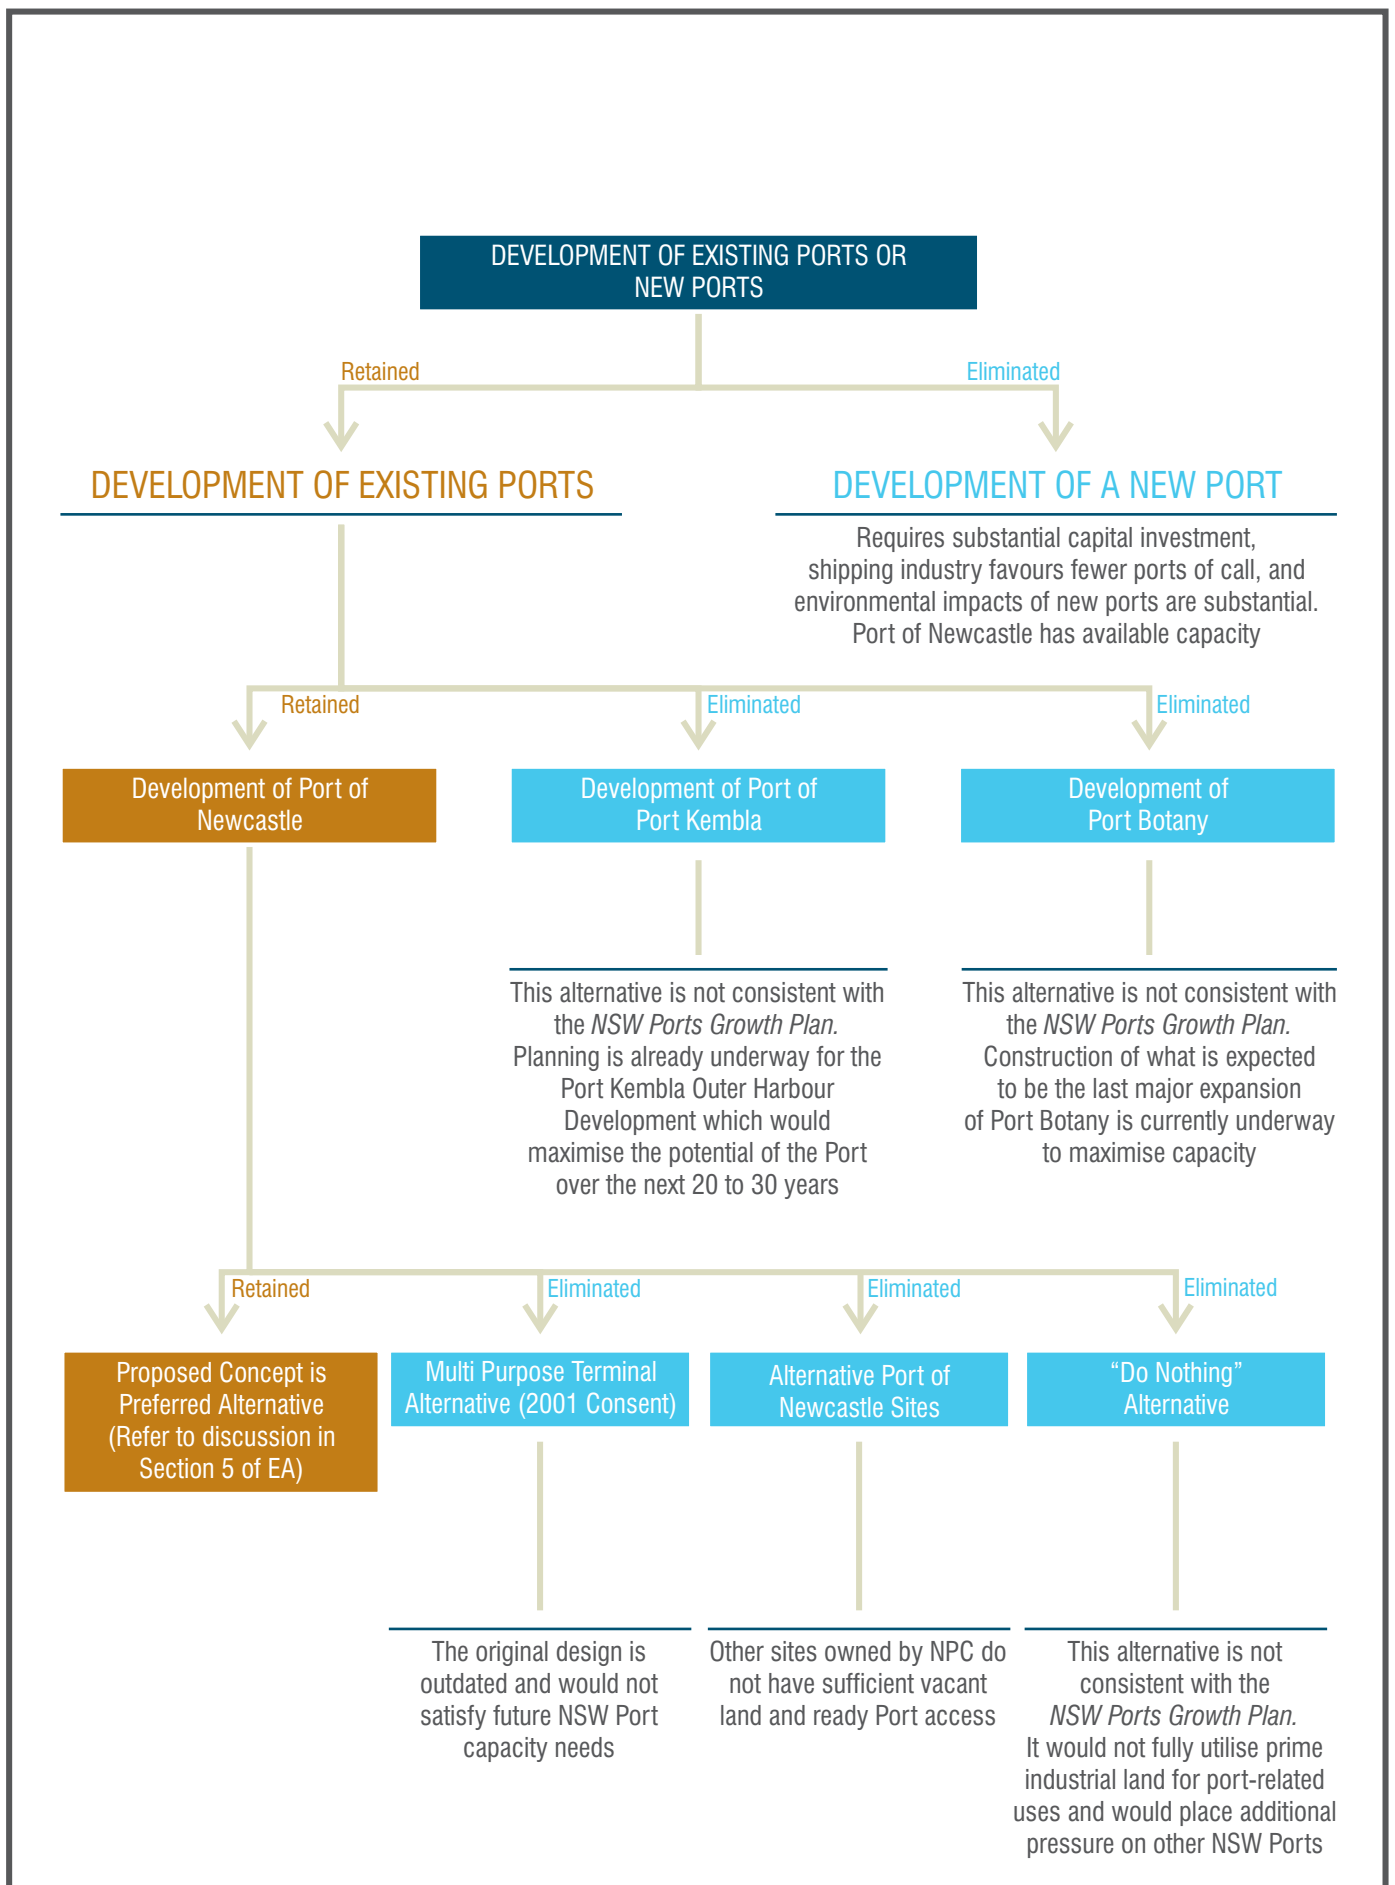 DEVELOPMENT OF EXISTING PORTS OR
NEW PORTS
Retained
Eliminated
DEVELOPMENT OF EXISTING PORTS
DEVELOPMENT OF A NEW PORT
Requires substantial capital investment,
shipping industry favours fewer ports of call, and
environmental impacts of new ports are substantial.
Port of Newcastle has available capacity
Retained
Eliminated
Eliminated
Development of Port of
Newcastle
Development of Port of
Port Kembla
Development of
Port Botany
This alternative is not consistent with
the NSW Ports Growth Plan.
Planning is already underway for the
Port Kembla Outer Harbour
Development which would
maximise the potential of the Port
over the next 20 to 30 years
This alternative is not consistent with
the NSW Ports Growth Plan.
Construction of what is expected
to be the last major expansion
of Port Botany is currently underway
to maximise capacity
Retained
Eliminated
Eliminated
Eliminated
Proposed Concept is
Preferred Alternative
(Refer to discussion in
Section 5 of EA)
Multi Purpose Terminal
Alternative (2001 Consent)
Alternative Port of
Newcastle Sites
“Do Nothing”
Alternative
The original design is
outdated and would not
satisfy future NSW Port
capacity needs
Other sites owned by NPC do
not have sufficient vacant
land and ready Port access
This alternative is not
consistent with the
NSW Ports Growth Plan.
It would not fully utilise prime
industrial land for port-related
uses and would place additional
pressure on other NSW Ports